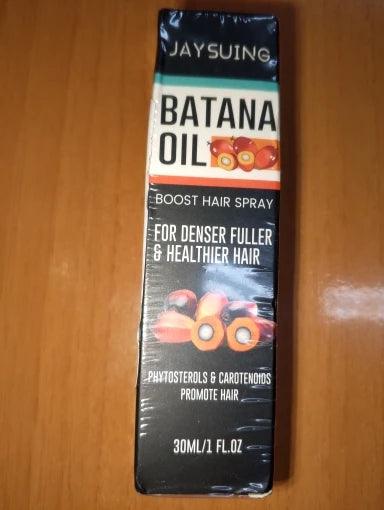 JAYSUING
BATANA
OIL
BOOST HAIR SPRAY
FOR DENSER FULLER
& HEALTHIER HAIR
PHYTOSTEROLS & CAROTENOIDS
PROMOTE HAIR
30ML/1 FL.OZ